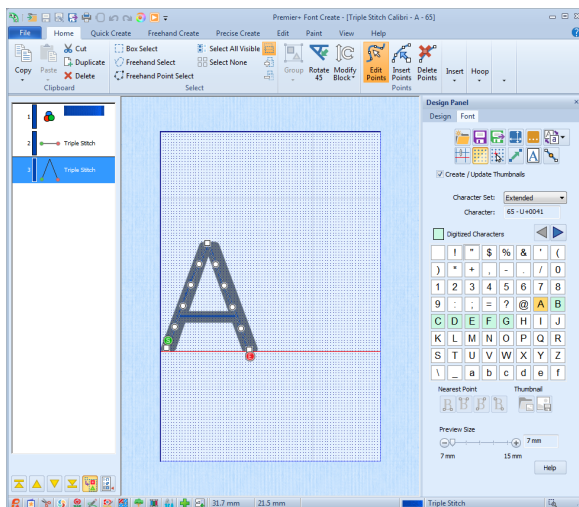 Premier+ Font Create - [Triple Stitch Calibri - A - 65]
File Home Quick Create Freehand Create Precise Create Edit Paint View Help
Cut Box Select Select All Visible
Duplicate Freehand Select Select None
Delete Freehand Point Select
Copy Paste Group Rotate 45 Modify Block Edit Points Insert Points Delete Points Insert Hoop
Clipboard Select Points
Design Panel
Design Font
Create / Update Thumbnails
Character Set: Extended
Character: 65 - U+0041
Digitized Characters
! " $ % & ' (
) * + , - . / 0
1 2 3 4 5 6 7 8
9 : ; = ? @ A B
C D E F G H I J
K L M N O P Q R
S T U V W X Y Z
\ _ a b c d e f
Nearest Point Thumbnail
Preview Size
7 mm
7 mm 15 mm
Help
1
2 Triple Stitch
3 Triple Stitch
31.7 mm 21.5 mm Triple Stitch